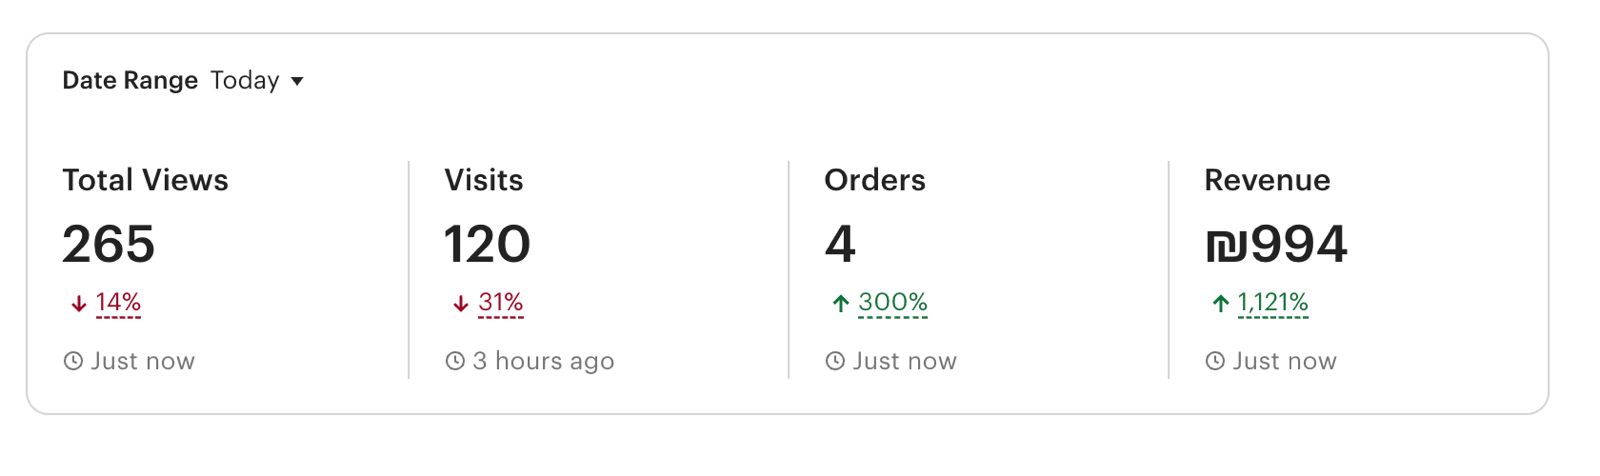 Date Range Today
Total Views
265
14%
Just now
Visits
120
31%
3 hours ago
Orders
4
300%
Just now
Revenue
₪994
1,121%
Just now